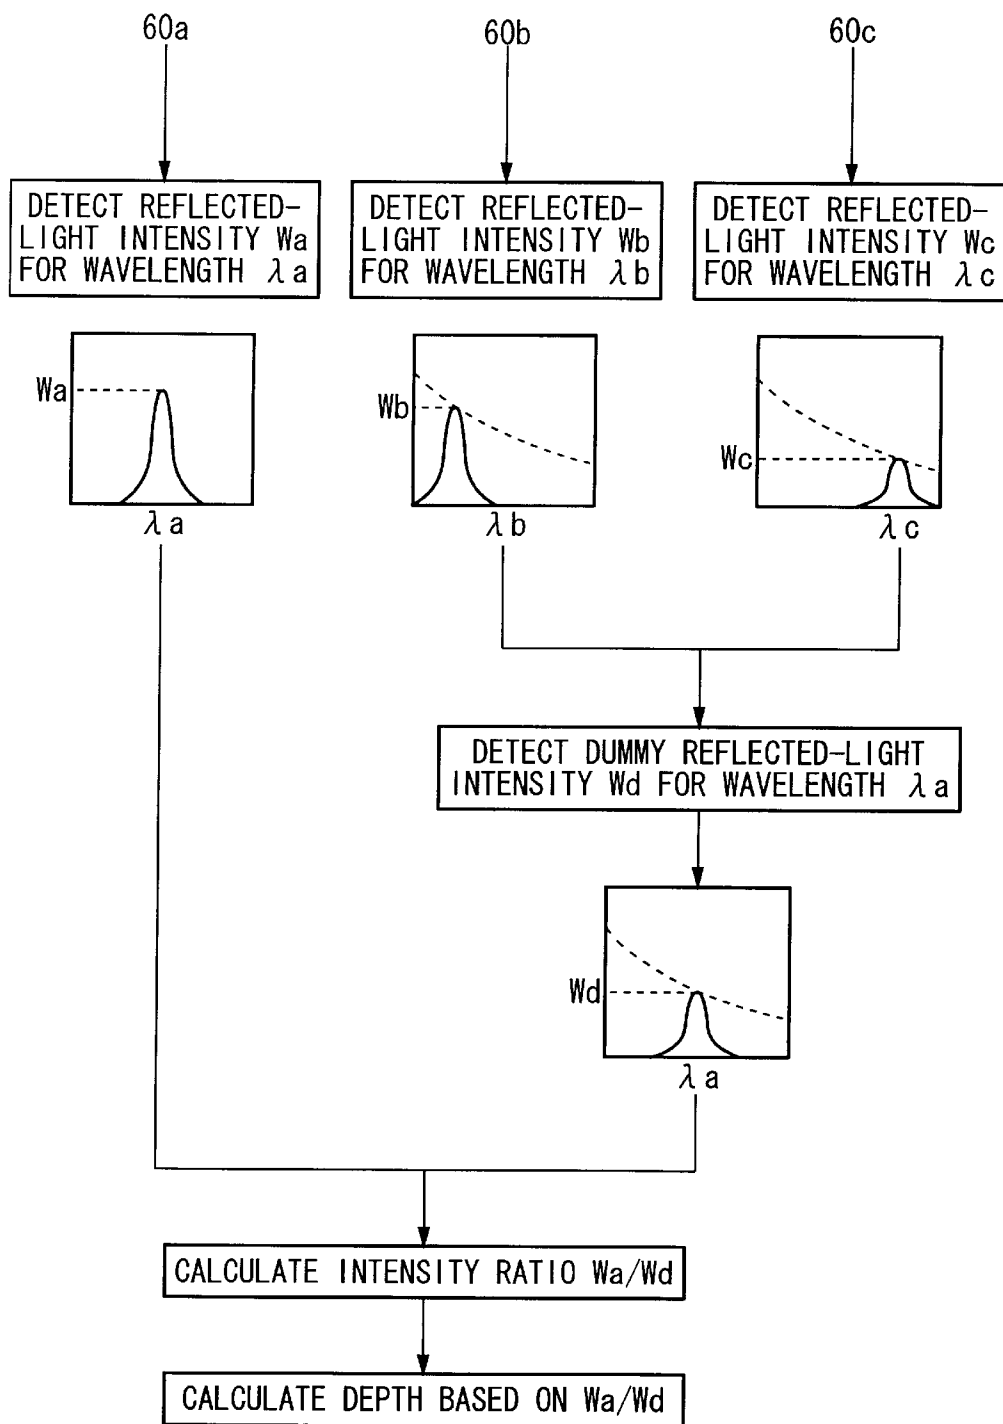 60a
60b
60c
DETECT REFLECTED-
LIGHT INTENSITY Wa
FOR WAVELENGTH λa
DETECT REFLECTED-
LIGHT INTENSITY Wb
FOR WAVELENGTH λb
DETECT REFLECTED-
LIGHT INTENSITY Wc
FOR WAVELENGTH λc
Wa
λa
Wb
λb
Wc
λc
DETECT DUMMY REFLECTED-LIGHT
INTENSITY Wd FOR WAVELENGTH λa
Wd
λa
CALCULATE INTENSITY RATIO Wa/Wd
CALCULATE DEPTH BASED ON Wa/Wd